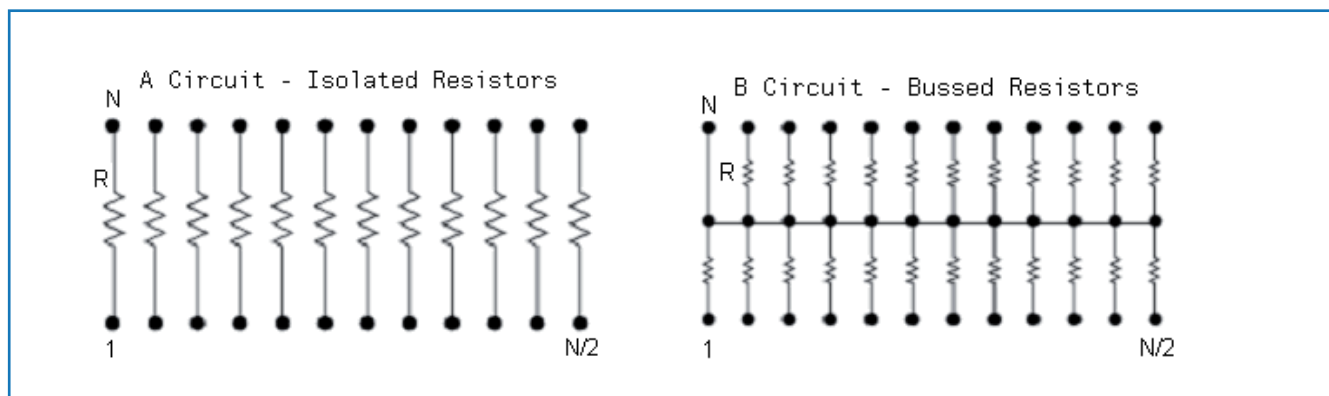 A Circuit - Isolated Resistors
N
R
1
N/2
B Circuit - Bussed Resistors
N
R
1
N/2